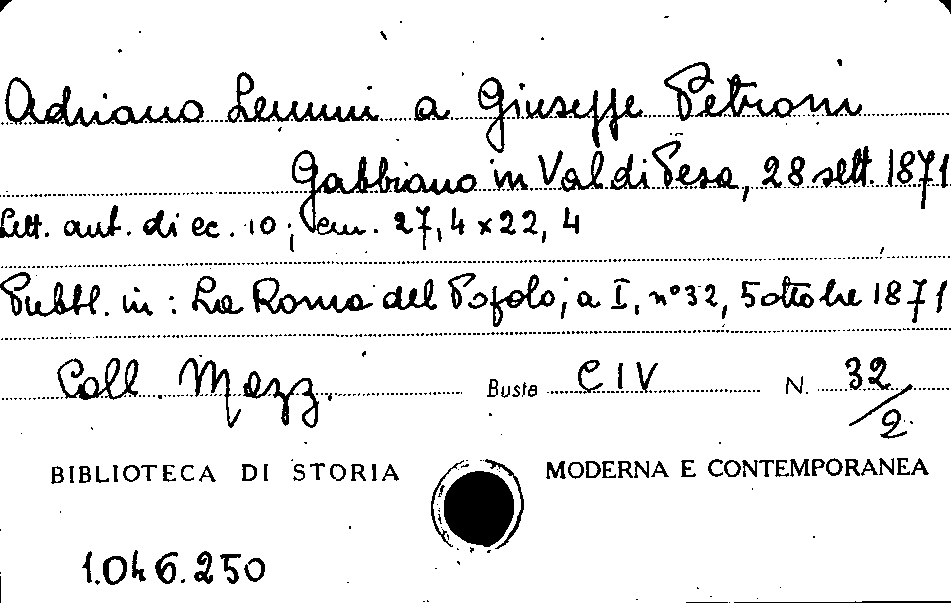 Adriano Lemmi a Giuseppe Petroni
Gabbiano in Val di Pesa, 28 sett. 1871
Lett. aut. di cc. 10; cm. 27,4 x 22,4
Pubbl. in: La Roma del Popolo, a I, n° 32, 5 ottobre 1871
Coll. Mazz. Busta CIV N. 32/2
BIBLIOTECA DI STORIA MODERNA E CONTEMPORANEA
1.046.250